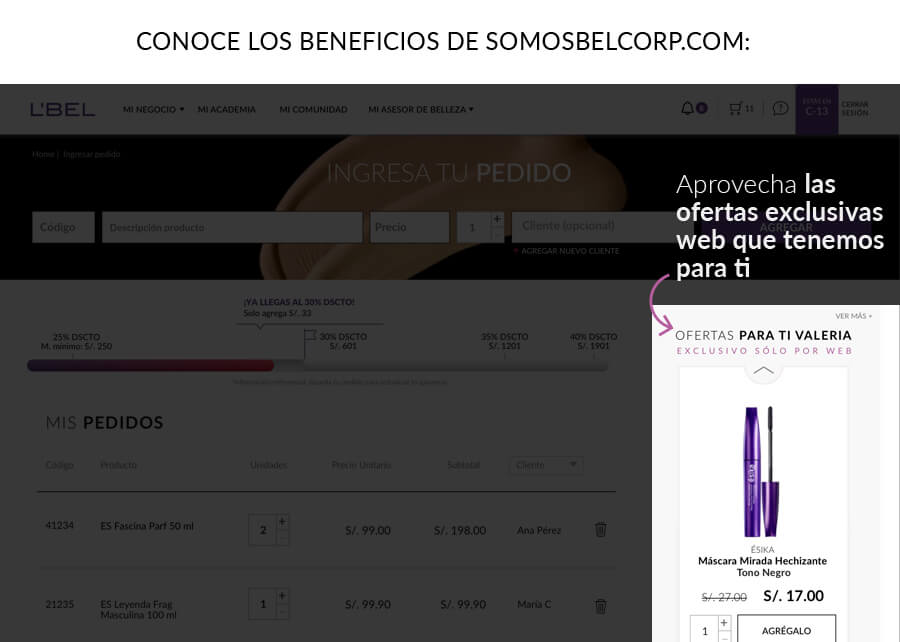 CONOCE LOS BENEFICIOS DE SOMOSBELCORP.COM:
L'BEL
MI NEGOCIO
MI ACADEMIA
MI COMUNIDAD
MI ASESOR DE BELLEZA
11
?
ESTÁS EN
C-13
CERRAR
SESIÓN
Home | Ingresar pedido
INGRESA TU PEDIDO
Código
Descripción producto
Precio
1
+
-
Cliente (opcional)
AGREGAR
+ AGREGAR NUEVO CLIENTE
Aprovecha las
ofertas exclusivas
web que tenemos
para ti
¡YA LLEGAS AL 30% DSCTO!
Solo agrega S/. 33
25% DSCTO
M. mínimo: S/. 250
30% DSCTO
S/. 601
35% DSCTO
S/. 1201
40% DSCTO
S/. 1901
VER MÁS +
OFERTAS PARA TI VALERIA
EXCLUSIVO SÓLO POR WEB
MIS PEDIDOS
Código
Producto
Unidades
Precio Unitario
Subtotal
Cliente
41234
ES Fascina Parf 50 ml
2
+
-
S/. 99.00
S/. 198.00
Ana Pérez
21235
ES Leyenda Frag
Masculina 100 ml
1
+
-
S/. 99.90
S/. 99.90
María C
ésika
ÉSIKA
Máscara Mirada Hechizante
Tono Negro
S/. 27.00
S/. 17.00
1
+
-
AGRÉGALO